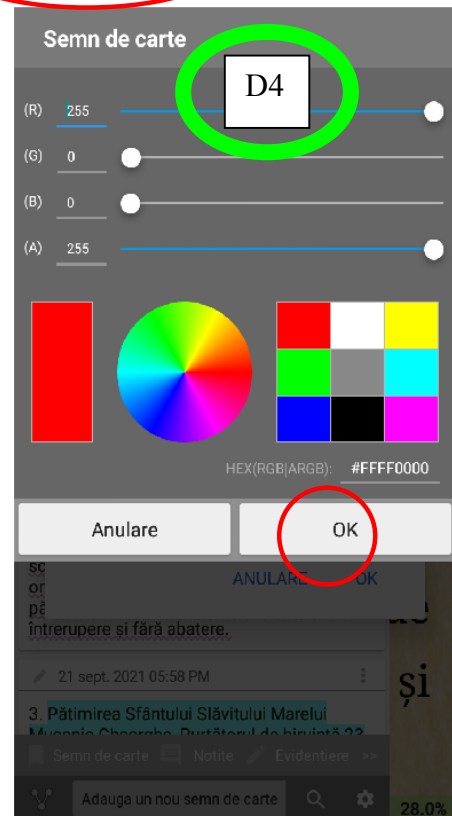 Semn de carte
D4
(R) 255
(G) 0
(B) 0
(A) 255
HEX(RGB|ARGB): #FFFF0000
Anulare OK
ANULARE OK
întrerupere și fără abatere.
21 sept. 2021 05:58 PM
și
3. Pătimirea Sfântului Slăvitului Marelui
Semn de carte Notite Evidentiere >>
Adauga un nou semn de carte
28.0%